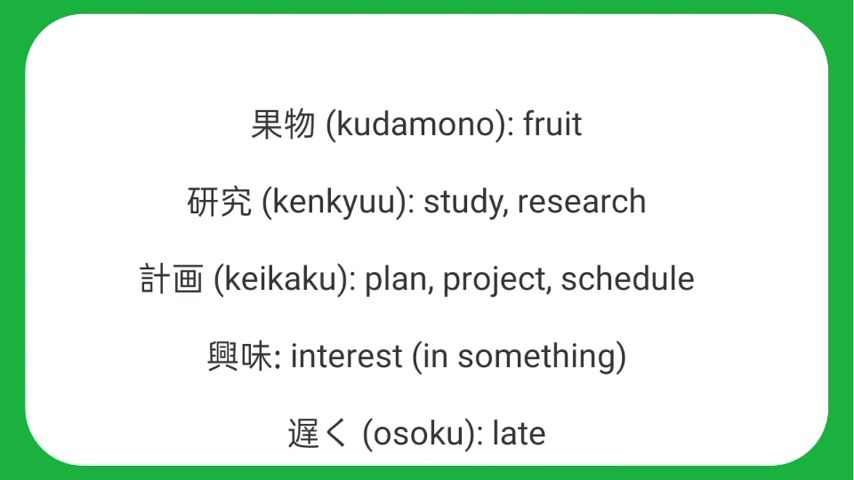 果物 (kudamono): fruit
研究 (kenkyuu): study, research
計画 (keikaku): plan, project, schedule
興味: interest (in something)
遅く (osoku): late